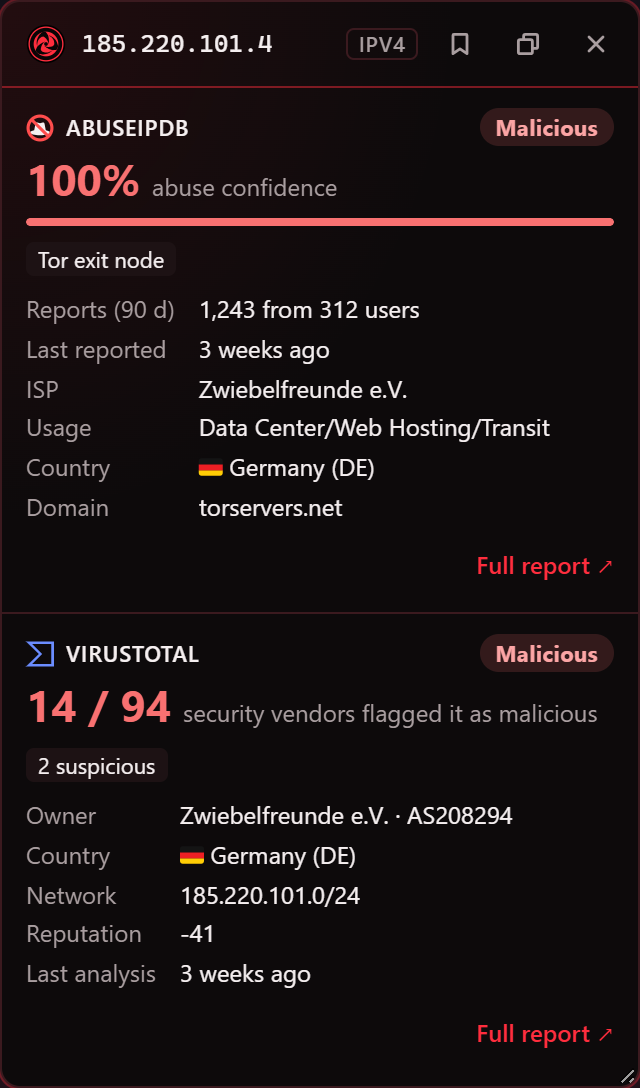 185.220.101.4 IPV4
ABUSEIPDB Malicious
100% abuse confidence
Tor exit node
Reports (90 d) 1,243 from 312 users
Last reported 3 weeks ago
ISP Zwiebelfreunde e.V.
Usage Data Center/Web Hosting/Transit
Country Germany (DE)
Domain torservers.net
Full report ↗
VIRUSTOTAL Malicious
14 / 94 security vendors flagged it as malicious
2 suspicious
Owner Zwiebelfreunde e.V. · AS208294
Country Germany (DE)
Network 185.220.101.0/24
Reputation -41
Last analysis 3 weeks ago
Full report ↗